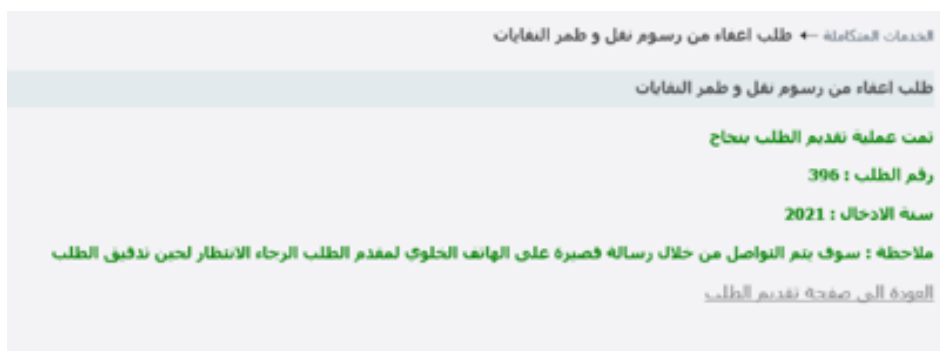 الخدمات المتكاملة ← طلب اعفاء من رسوم نقل و طمر النفايات
طلب اعفاء من رسوم نقل و طمر النفايات
تمت عملية تقديم الطلب بنجاح
رقم الطلب : 396
سنة الادخال : 2021
ملاحظة : سوف يتم التواصل من خلال رسالة قصيرة على الهاتف الخلوي لمقدم الطلب الرجاء الانتظار لحين تدقيق الطلب
العودة الى صفحة تقديم الطلب